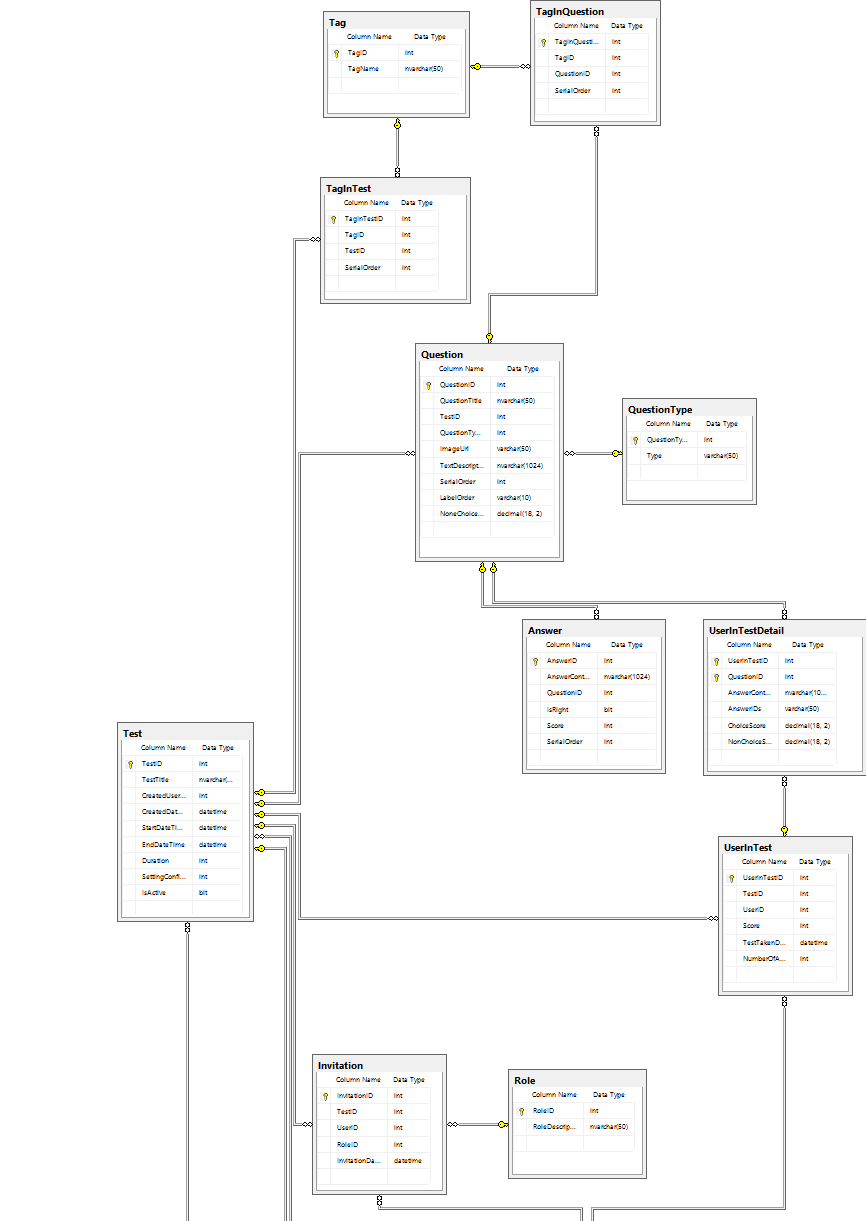 Tag
Column Name Data Type
TagID int
TagName nvarchar(50)
TagInQuestion
Column Name Data Type
TagInQuesti... int
TagID int
QuestionID int
SerialOrder int
TagInTest
Column Name Data Type
TagInTestID int
TagID int
TestID int
SerialOrder int
Question
Column Name Data Type
QuestionID int
QuestionTitle nvarchar(50)
TestID int
QuestionTy... int
ImageUrl varchar(50)
TextDescript... nvarchar(1024)
SerialOrder int
LabelOrder varchar(10)
NoneChoice... decimal(18, 2)
QuestionType
Column Name Data Type
QuestionTy... int
Type varchar(50)
Answer
Column Name Data Type
AnswerID int
AnswerCont... nvarchar(1024)
QuestionID int
IsRight bit
Score int
SerialOrder int
UserInTestDetail
Column Name Data Type
UserInTestID int
QuestionID int
AnswerCont... nvarchar(10...
AnswerIDs varchar(50)
ChoiceScore decimal(18, 2)
NonChoiceS... decimal(18, 2)
Test
Column Name Data Type
TestID int
TestTitle nvarchar(...
CreatedUser... int
CreatedDat... datetime
StartDateTi... datetime
EndDateTime datetime
Duration int
SettingConfi... int
IsActive bit
UserInTest
Column Name Data Type
UserInTestID int
TestID int
UserID int
Score int
TestTakenD... datetime
NumberOfA... int
Invitation
Column Name Data Type
InvitationID int
TestID int
UserID int
RoleID int
InvitationDa... datetime
Role
Column Name Data Type
RoleID int
RoleDescrip... nvarchar(50)